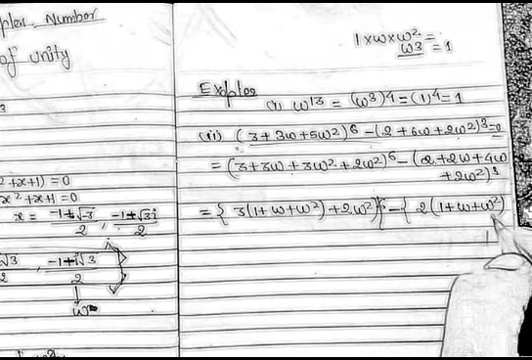 plex Number
of unity
3
²+x+1) = 0
x²+x+1=0
x = -1+√-3/2, -1+√3i/2
√3/2, -1+i√3/2
ω
1×ω×ω² =
ω3 = 1
Exples
(i) ω13 = (ω3)4 = (1)4 = 1
(ii) (3+3ω+5ω²)6 - (2+6ω+2ω²)3=0
= (3+3ω+3ω²+2ω²)6 - (2+2ω+4ω
+2ω²)3
= { 3(1+ω+ω²)+2ω²}6 - { 2(1+ω+ω²)